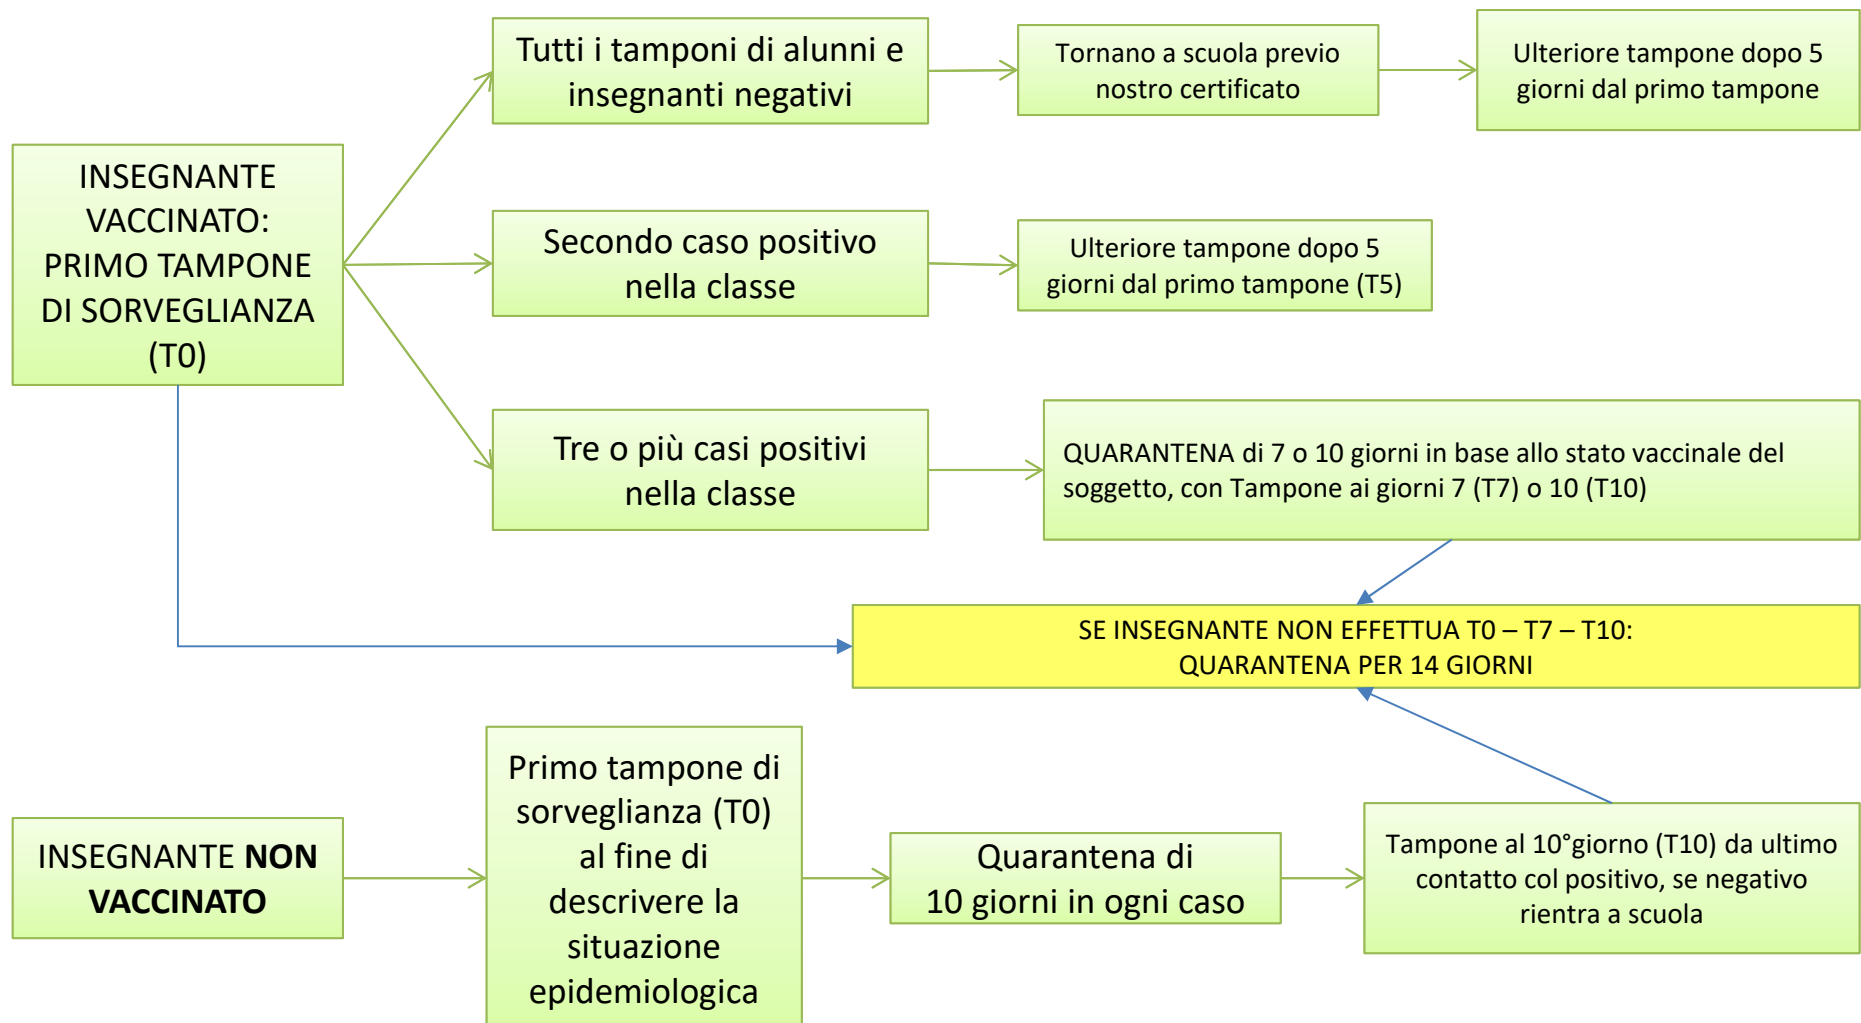 Tutti i tamponi di alunni e
insegnanti negativi
Tornano a scuola previo
nostro certificato
Ulteriore tampone dopo 5
giorni dal primo tampone
INSEGNANTE
VACCINATO:
PRIMO TAMPONE
DI SORVEGLIANZA
(T0)
Secondo caso positivo
nella classe
Ulteriore tampone dopo 5
giorni dal primo tampone (T5)
Tre o più casi positivi
nella classe
QUARANTENA di 7 o 10 giorni in base allo stato vaccinale del
soggetto, con Tampone ai giorni 7 (T7) o 10 (T10)
SE INSEGNANTE NON EFFETTUA T0 – T7 – T10:
QUARANTENA PER 14 GIORNI
INSEGNANTE NON
VACCINATO
Primo tampone di
sorveglianza (T0)
al fine di
descrivere la
situazione
epidemiologica
Quarantena di
10 giorni in ogni caso
Tampone al 10°giorno (T10) da ultimo
contatto col positivo, se negativo
rientra a scuola